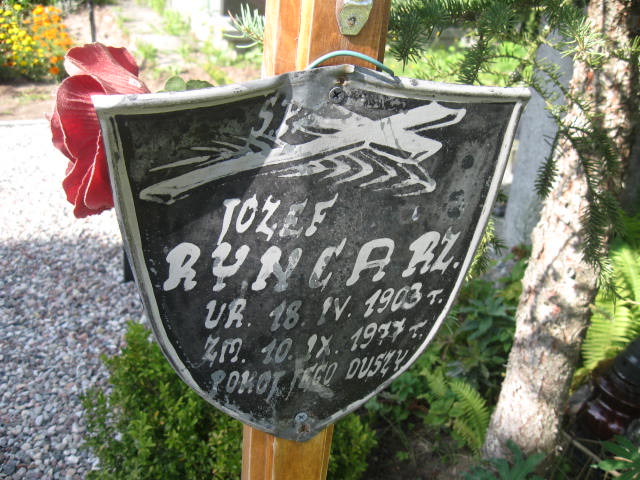 Ś.P.
JÓZEF
RYNCARZ.
UR. 18. IV. 1903 r.
ZM. 10. IX. 1977 r.
POKÓJ JEGO DUSZY